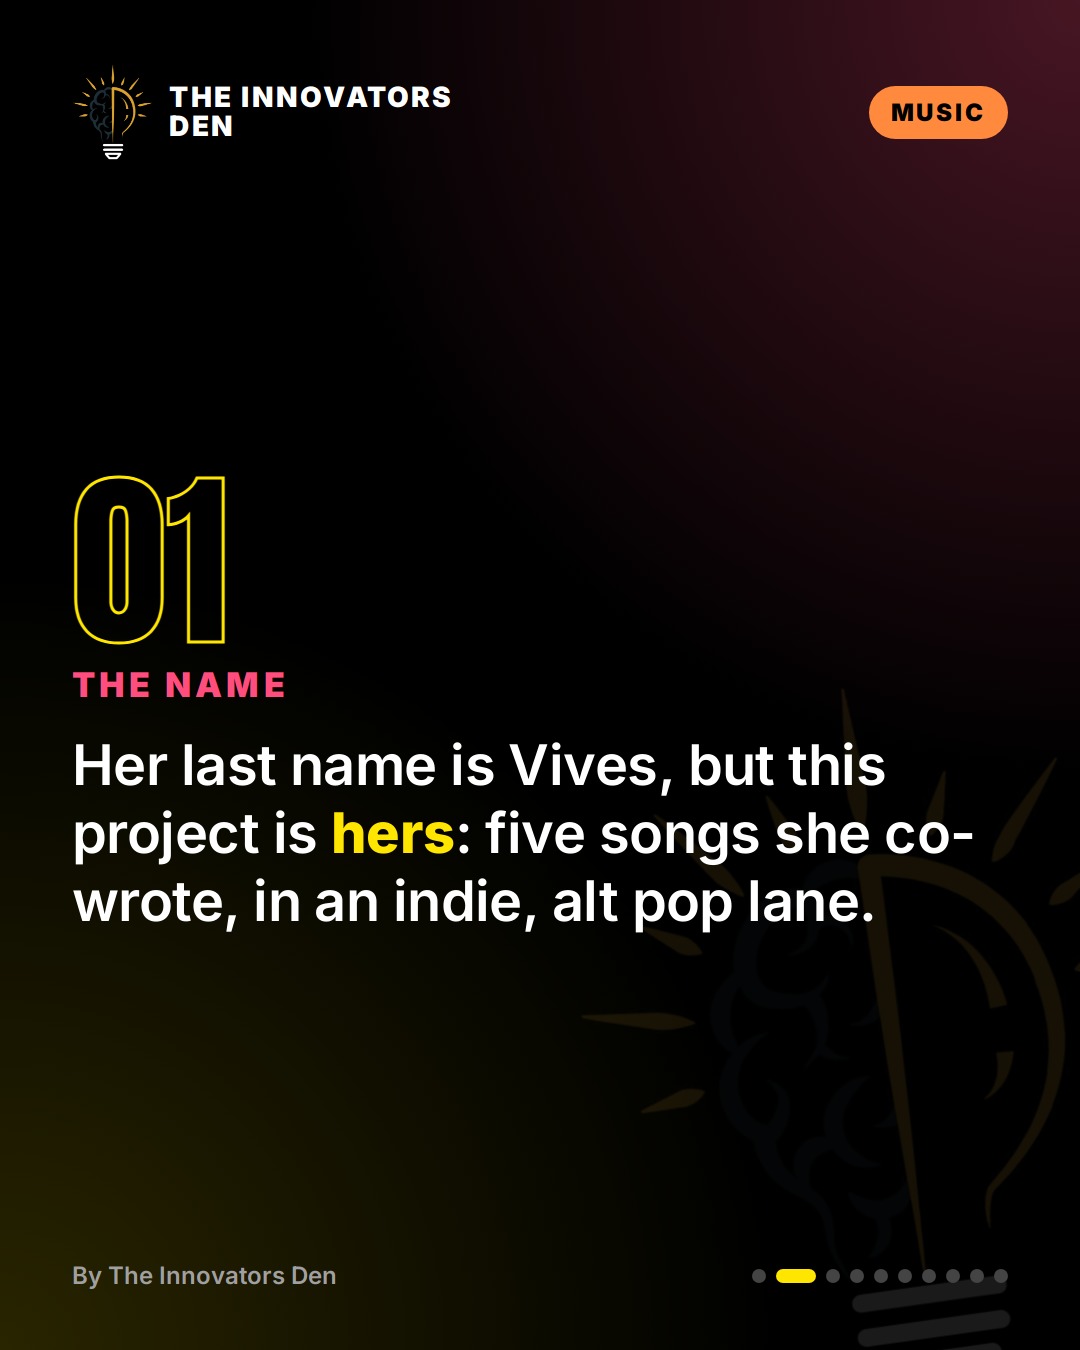 THE INNOVATORS
DEN
MUSIC
01
THE NAME
Her last name is Vives, but this
project is hers: five songs she co-
wrote, in an indie, alt pop lane.
By The Innovators Den